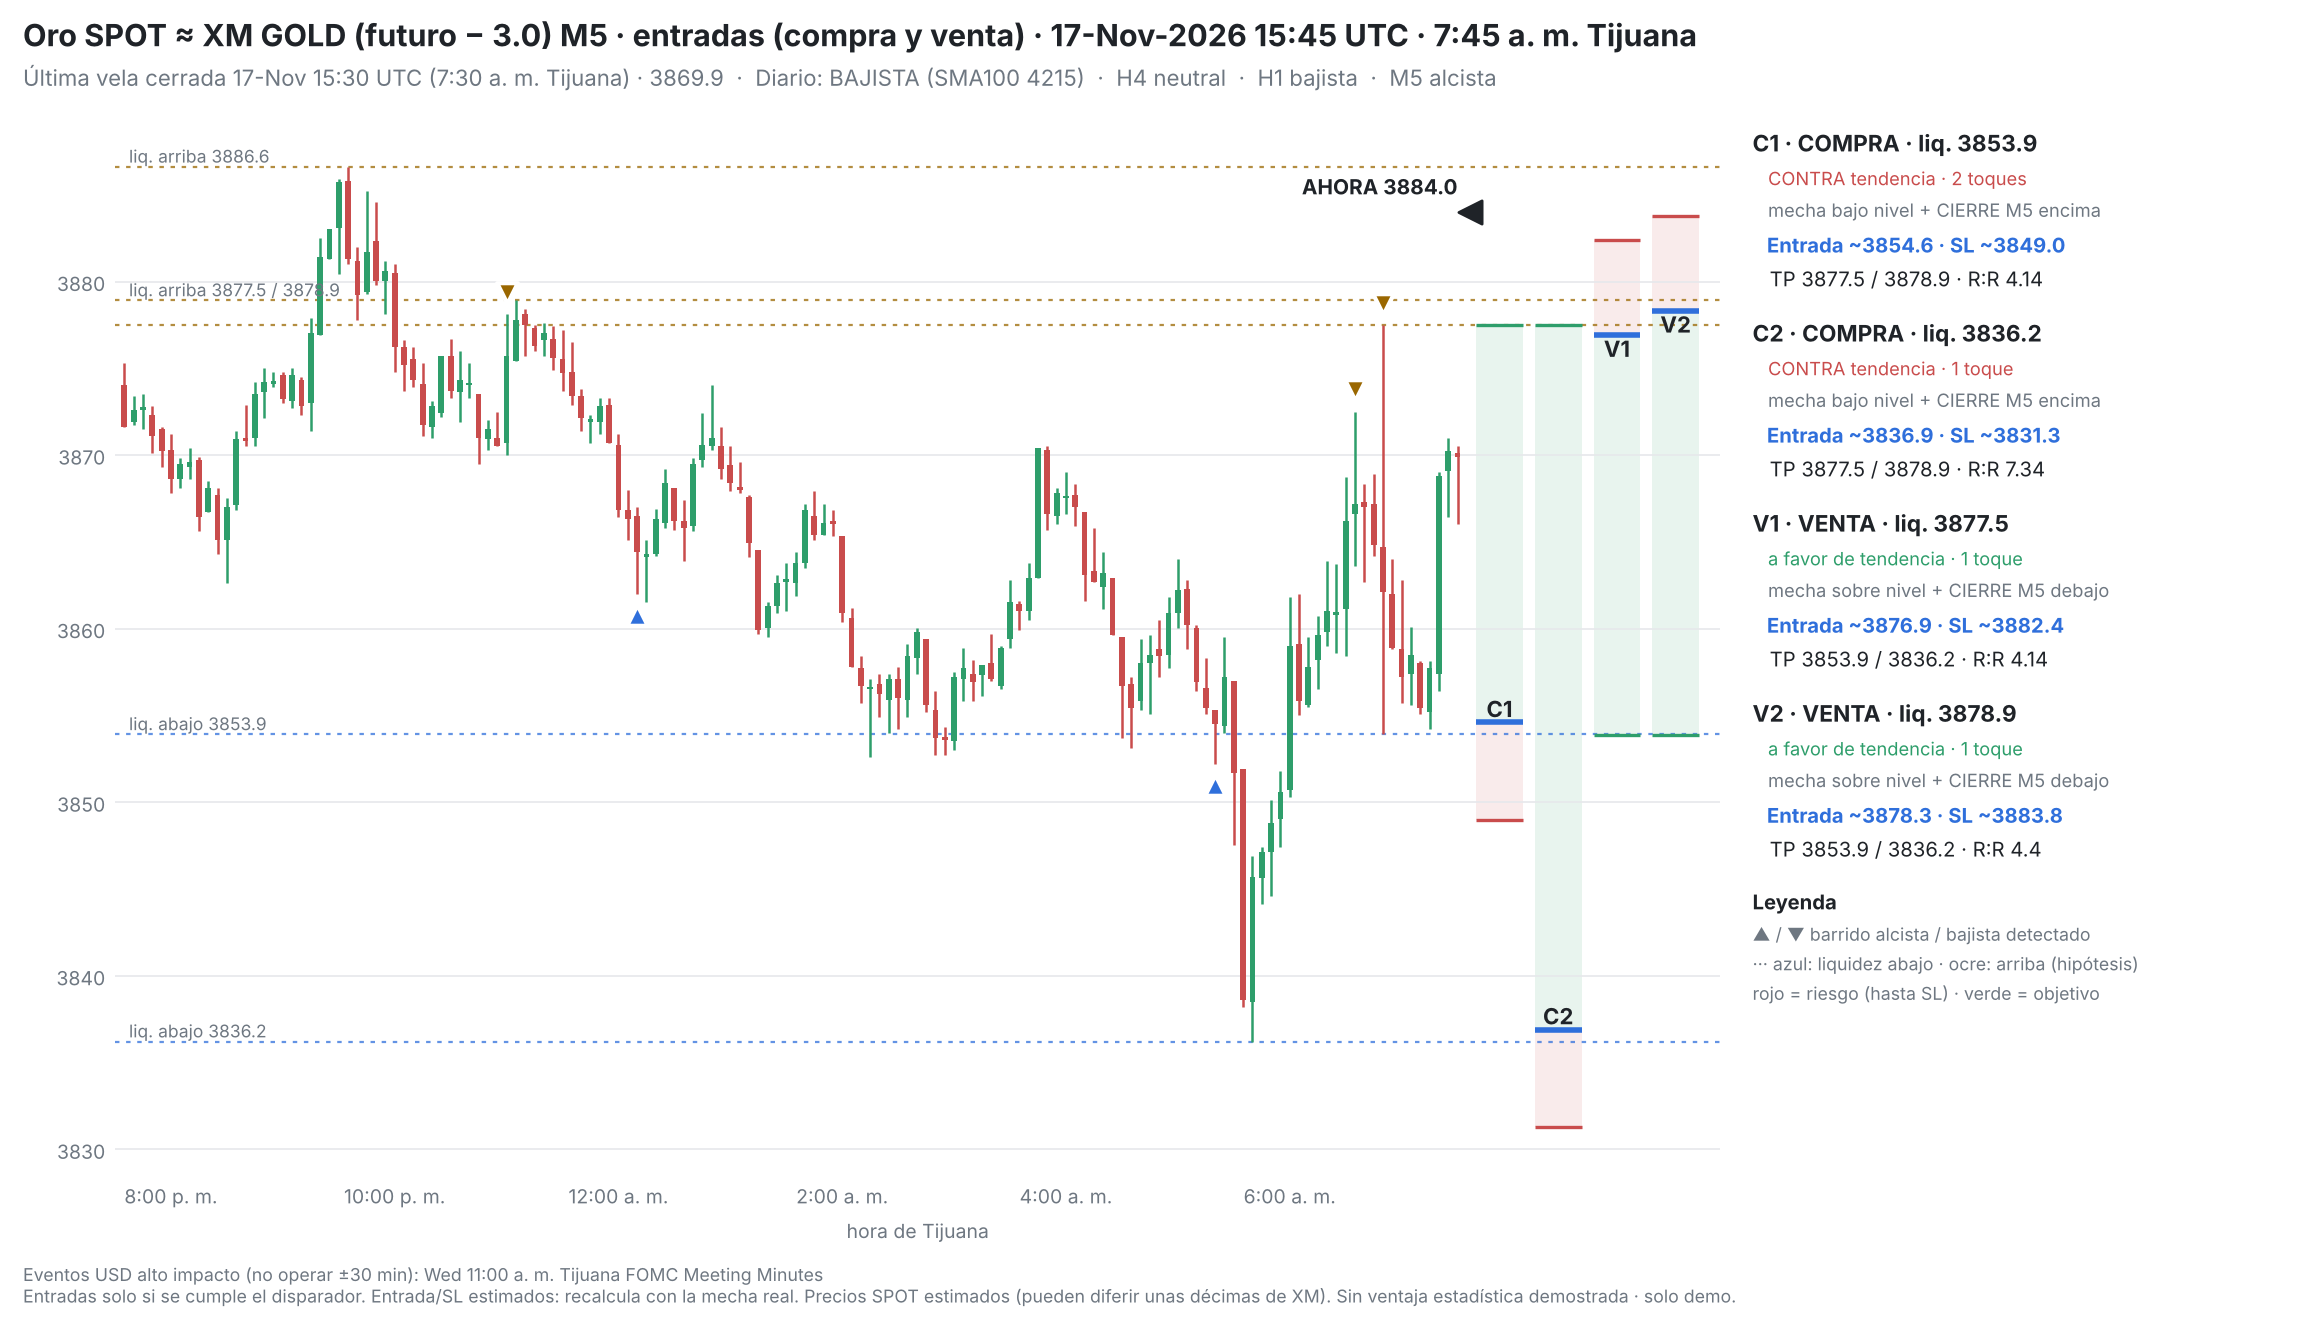 Oro SPOT ≈ XM GOLD (futuro − 3.0) M5 · entradas (compra y venta) · 17-Nov-2026 15:45 UTC · 7:45 a. m. Tijuana
Última vela cerrada 17-Nov 15:30 UTC (7:30 a. m. Tijuana) · 3869.9 · Diario: BAJISTA (SMA100 4215) · H4 neutral · H1 bajista · M5 alcista
liq. arriba 3886.6
AHORA 3884.0
3880
liq. arriba 3877.5 / 3878.9
V2
V1
3870
3860
C1
liq. abajo 3853.9
3850
3840
C2
liq. abajo 3836.2
3830
8:00 p. m.
10:00 p. m.
12:00 a. m.
2:00 a. m.
4:00 a. m.
6:00 a. m.
hora de Tijuana
C1 · COMPRA · liq. 3853.9
CONTRA tendencia · 2 toques
mecha bajo nivel + CIERRE M5 encima
Entrada ~3854.6 · SL ~3849.0
TP 3877.5 / 3878.9 · R:R 4.14
C2 · COMPRA · liq. 3836.2
CONTRA tendencia · 1 toque
mecha bajo nivel + CIERRE M5 encima
Entrada ~3836.9 · SL ~3831.3
TP 3877.5 / 3878.9 · R:R 7.34
V1 · VENTA · liq. 3877.5
a favor de tendencia · 1 toque
mecha sobre nivel + CIERRE M5 debajo
Entrada ~3876.9 · SL ~3882.4
TP 3853.9 / 3836.2 · R:R 4.14
V2 · VENTA · liq. 3878.9
a favor de tendencia · 1 toque
mecha sobre nivel + CIERRE M5 debajo
Entrada ~3878.3 · SL ~3883.8
TP 3853.9 / 3836.2 · R:R 4.4
Leyenda
▲ / ▼ barrido alcista / bajista detectado
··· azul: liquidez abajo · ocre: arriba (hipótesis)
rojo = riesgo (hasta SL) · verde = objetivo
Eventos USD alto impacto (no operar ±30 min): Wed 11:00 a. m. Tijuana FOMC Meeting Minutes
Entradas solo si se cumple el disparador. Entrada/SL estimados: recalcula con la mecha real. Precios SPOT estimados (pueden diferir unas décimas de XM). Sin ventaja estadística demostrada · solo demo.